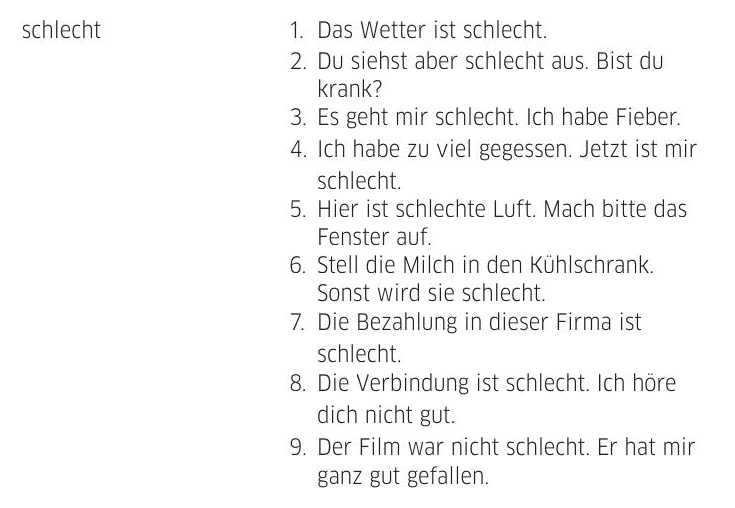 schlecht
1. Das Wetter ist schlecht.
2. Du siehst aber schlecht aus. Bist du
krank?
3. Es geht mir schlecht. Ich habe Fieber.
4. Ich habe zu viel gegessen. Jetzt ist mir
schlecht.
5. Hier ist schlechte Luft. Mach bitte das
Fenster auf.
6. Stell die Milch in den Kühlschrank.
Sonst wird sie schlecht.
7. Die Bezahlung in dieser Firma ist
schlecht.
8. Die Verbindung ist schlecht. Ich höre
dich nicht gut.
9. Der Film war nicht schlecht. Er hat mir
ganz gut gefallen.